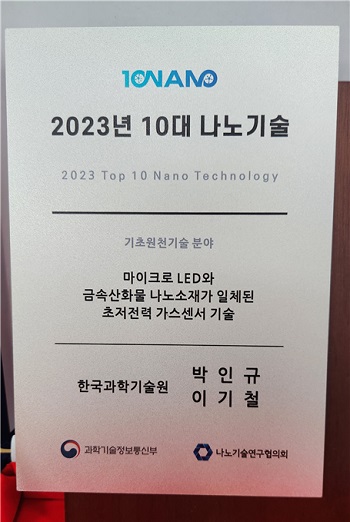 10NANO
2023년 10대 나노기술
2023 Top 10 Nano Technology
기초원천기술 분야
마이크로 LED와
금속산화물 나노소재가 일체된
초저전력 가스센서 기술
한국과학기술원
박 인 규
이 기 철
과학기술정보통신부
나노기술연구협의회